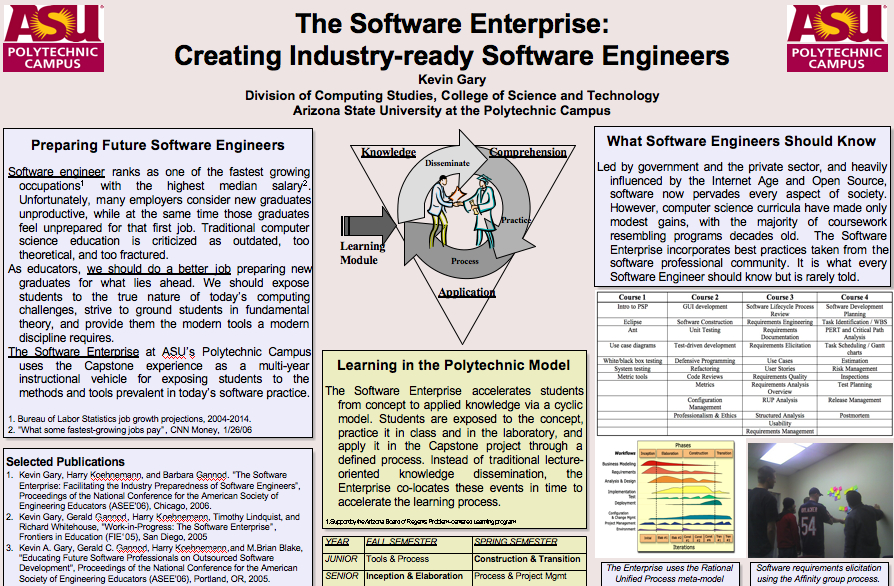 ASU
POLYTECHNIC
CAMPUS
The Software Enterprise:
Creating Industry-ready Software Engineers
Kevin Gary
Division of Computing Studies, College of Science and Technology
Arizona State University at the Polytechnic Campus
ASU
POLYTECHNIC
CAMPUS
Preparing Future Software Engineers
Software engineer ranks as one of the fastest growing
occupations1 with the highest median salary2.
Unfortunately, many employers consider new graduates
unproductive, while at the same time those graduates
feel unprepared for that first job. Traditional computer
science education is criticized as outdated, too
theoretical, and too fractured.
As educators, we should do a better job preparing new
graduates for what lies ahead. We should expose
students to the true nature of today's computing
challenges, strive to ground students in fundamental
theory, and provide them the modern tools a modern
discipline requires.
The Software Enterprise at ASU's Polytechnic Campus
uses the Capstone experience as a multi-year
instructional vehicle for exposing students to the
methods and tools prevalent in today's software practice.
1. Bureau of Labor Statistics job growth projections, 2004-2014.
2. "What some fastest-growing jobs pay", CNN Money, 1/26/06
Selected Publications
1. Kevin Gary, Harry Koehnemann, and Barbara Gannod. "The Software
Enterprise: Facilitating the Industry Preparedness of Software Engineers",
Proceedings of the National Conference for the American Society of
Engineering Educators (ASEE'06), Chicago, 2006.
2. Kevin Gary, Gerald Gannod, Harry Koehnemann, Timothy Lindquist, and
Richard Whitehouse, "Work-in-Progress: The Software Enterprise",
Frontiers in Education (FIE'05), San Diego, 2005
3. Kevin A. Gary, Gerald C. Gannod, Harry Koehnemann, and M.Brian Blake,
"Educating Future Software Professionals on Outsourced Software
Development", Proceedings of the National Conference for the American
Society of Engineering Educators (ASEE'06), Portland, OR, 2005.
Knowledge
Comprehension
Disseminate
Practice
Learning
Module
Process
Application
Learning in the Polytechnic Model
The Software Enterprise accelerates students
from concept to applied knowledge via a cyclic
model. Students are exposed to the concept,
practice it in class and in the laboratory, and
apply it in the Capstone project through a
defined process. Instead of traditional lecture-
oriented knowledge dissemination, the
Enterprise co-locates these events in time to
accelerate the learning process.
1.Support by the Arizona Board of Regents Problem-centered learning program
YEAR FALL SEMESTER SPRING SEMESTER
JUNIOR Tools & Process Construction & Transition
SENIOR Inception & Elaboration Process & Project Mgmt
What Software Engineers Should Know
Led by government and the private sector, and heavily
influenced by the Internet Age and Open Source,
software now pervades every aspect of society.
However, computer science curricula have made only
modest gains, with the majority of coursework
resembling programs decades old. The Software
Enterprise incorporates best practices taken from the
software professional community. It is what every
Software Engineer should know but is rarely told.
Course 1 Course 2 Course 3 Course 4
Intro to PSP GUI development Software Lifecycle Process Review Software Development Planning
Eclipse Software Construction Requirements Engineering Task Identification / WBS
Ant Unit Testing Requirements Documentation PERT and Critical Path Analysis
Use case diagrams Test-driven development Requirements Elicitation Task Scheduling / Gantt charts
White/black box testing Defensive Programming Use Cases Estimation
System testing Refactoring User Stories Risk Management
Metric tools Code Reviews Requirements Quality Inspections
Metrics Requirements Analysis Overview Test Planning
Configuration Management RUP Analysis Release Management
Professionalism & Ethics Structured Analysis Postmortem
Usability
Requirements Management
Phases
Workflows Inception Elaboration Construction Transition
Business Modeling
Requirements
Analysis & Design
Implementation
Test
Deployment
Configuration
& Change Mgmt
Project Management
Environment
Iterations
54
The Enterprise uses the Rational
Unified Process meta-model
Software requirements elicitation
using the Affinity group process